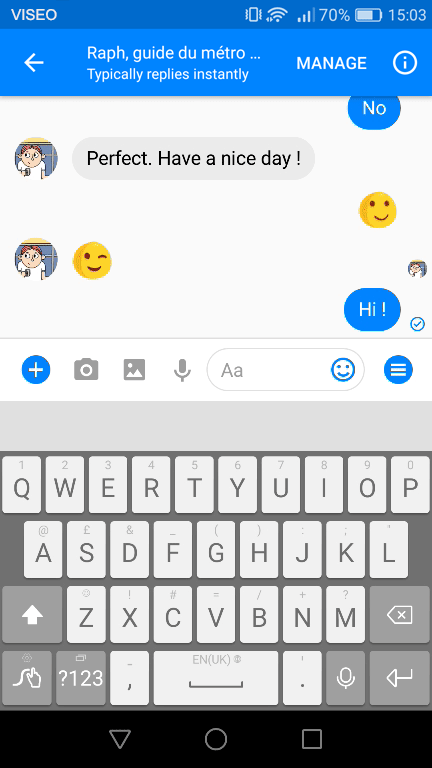 VISEO 70% 15:03
Raph, guide du métro ...
Typically replies instantly
MANAGE
No
Perfect. Have a nice day !
Hi !
Aa
1 2 3 4 5 6 7 8 9 0
Q W E R T Y U I O P
@ £ & _ ( ) : ; "
A S D F G H J K L
! # = / + ?
Z X C V B N M
EN(UK)
?123 , .